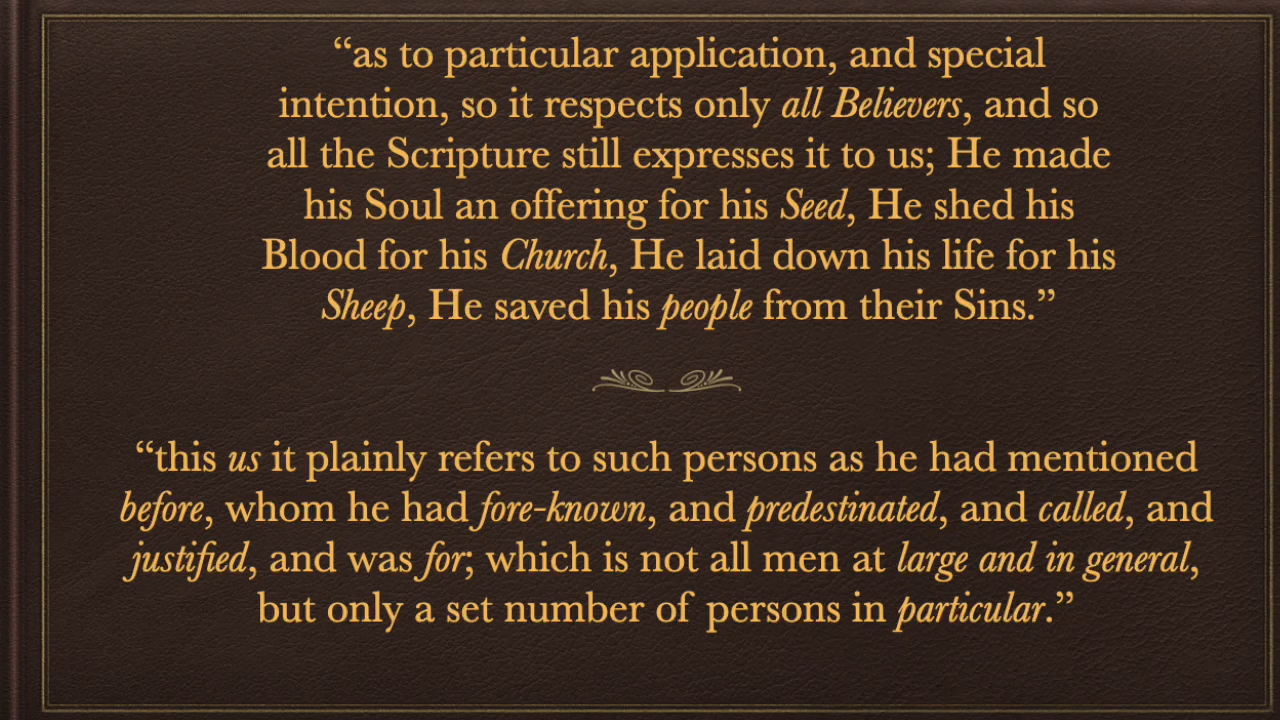 “as to particular application, and special
intention, so it respects only all Believers, and so
all the Scripture still expresses it to us; He made
his Soul an offering for his Seed, He shed his
Blood for his Church, He laid down his life for his
Sheep, He saved his people from their Sins.”
“this us it plainly refers to such persons as he had mentioned
before, whom he had fore-known, and predestinated, and called, and
justified, and was for; which is not all men at large and in general,
but only a set number of persons in particular.”